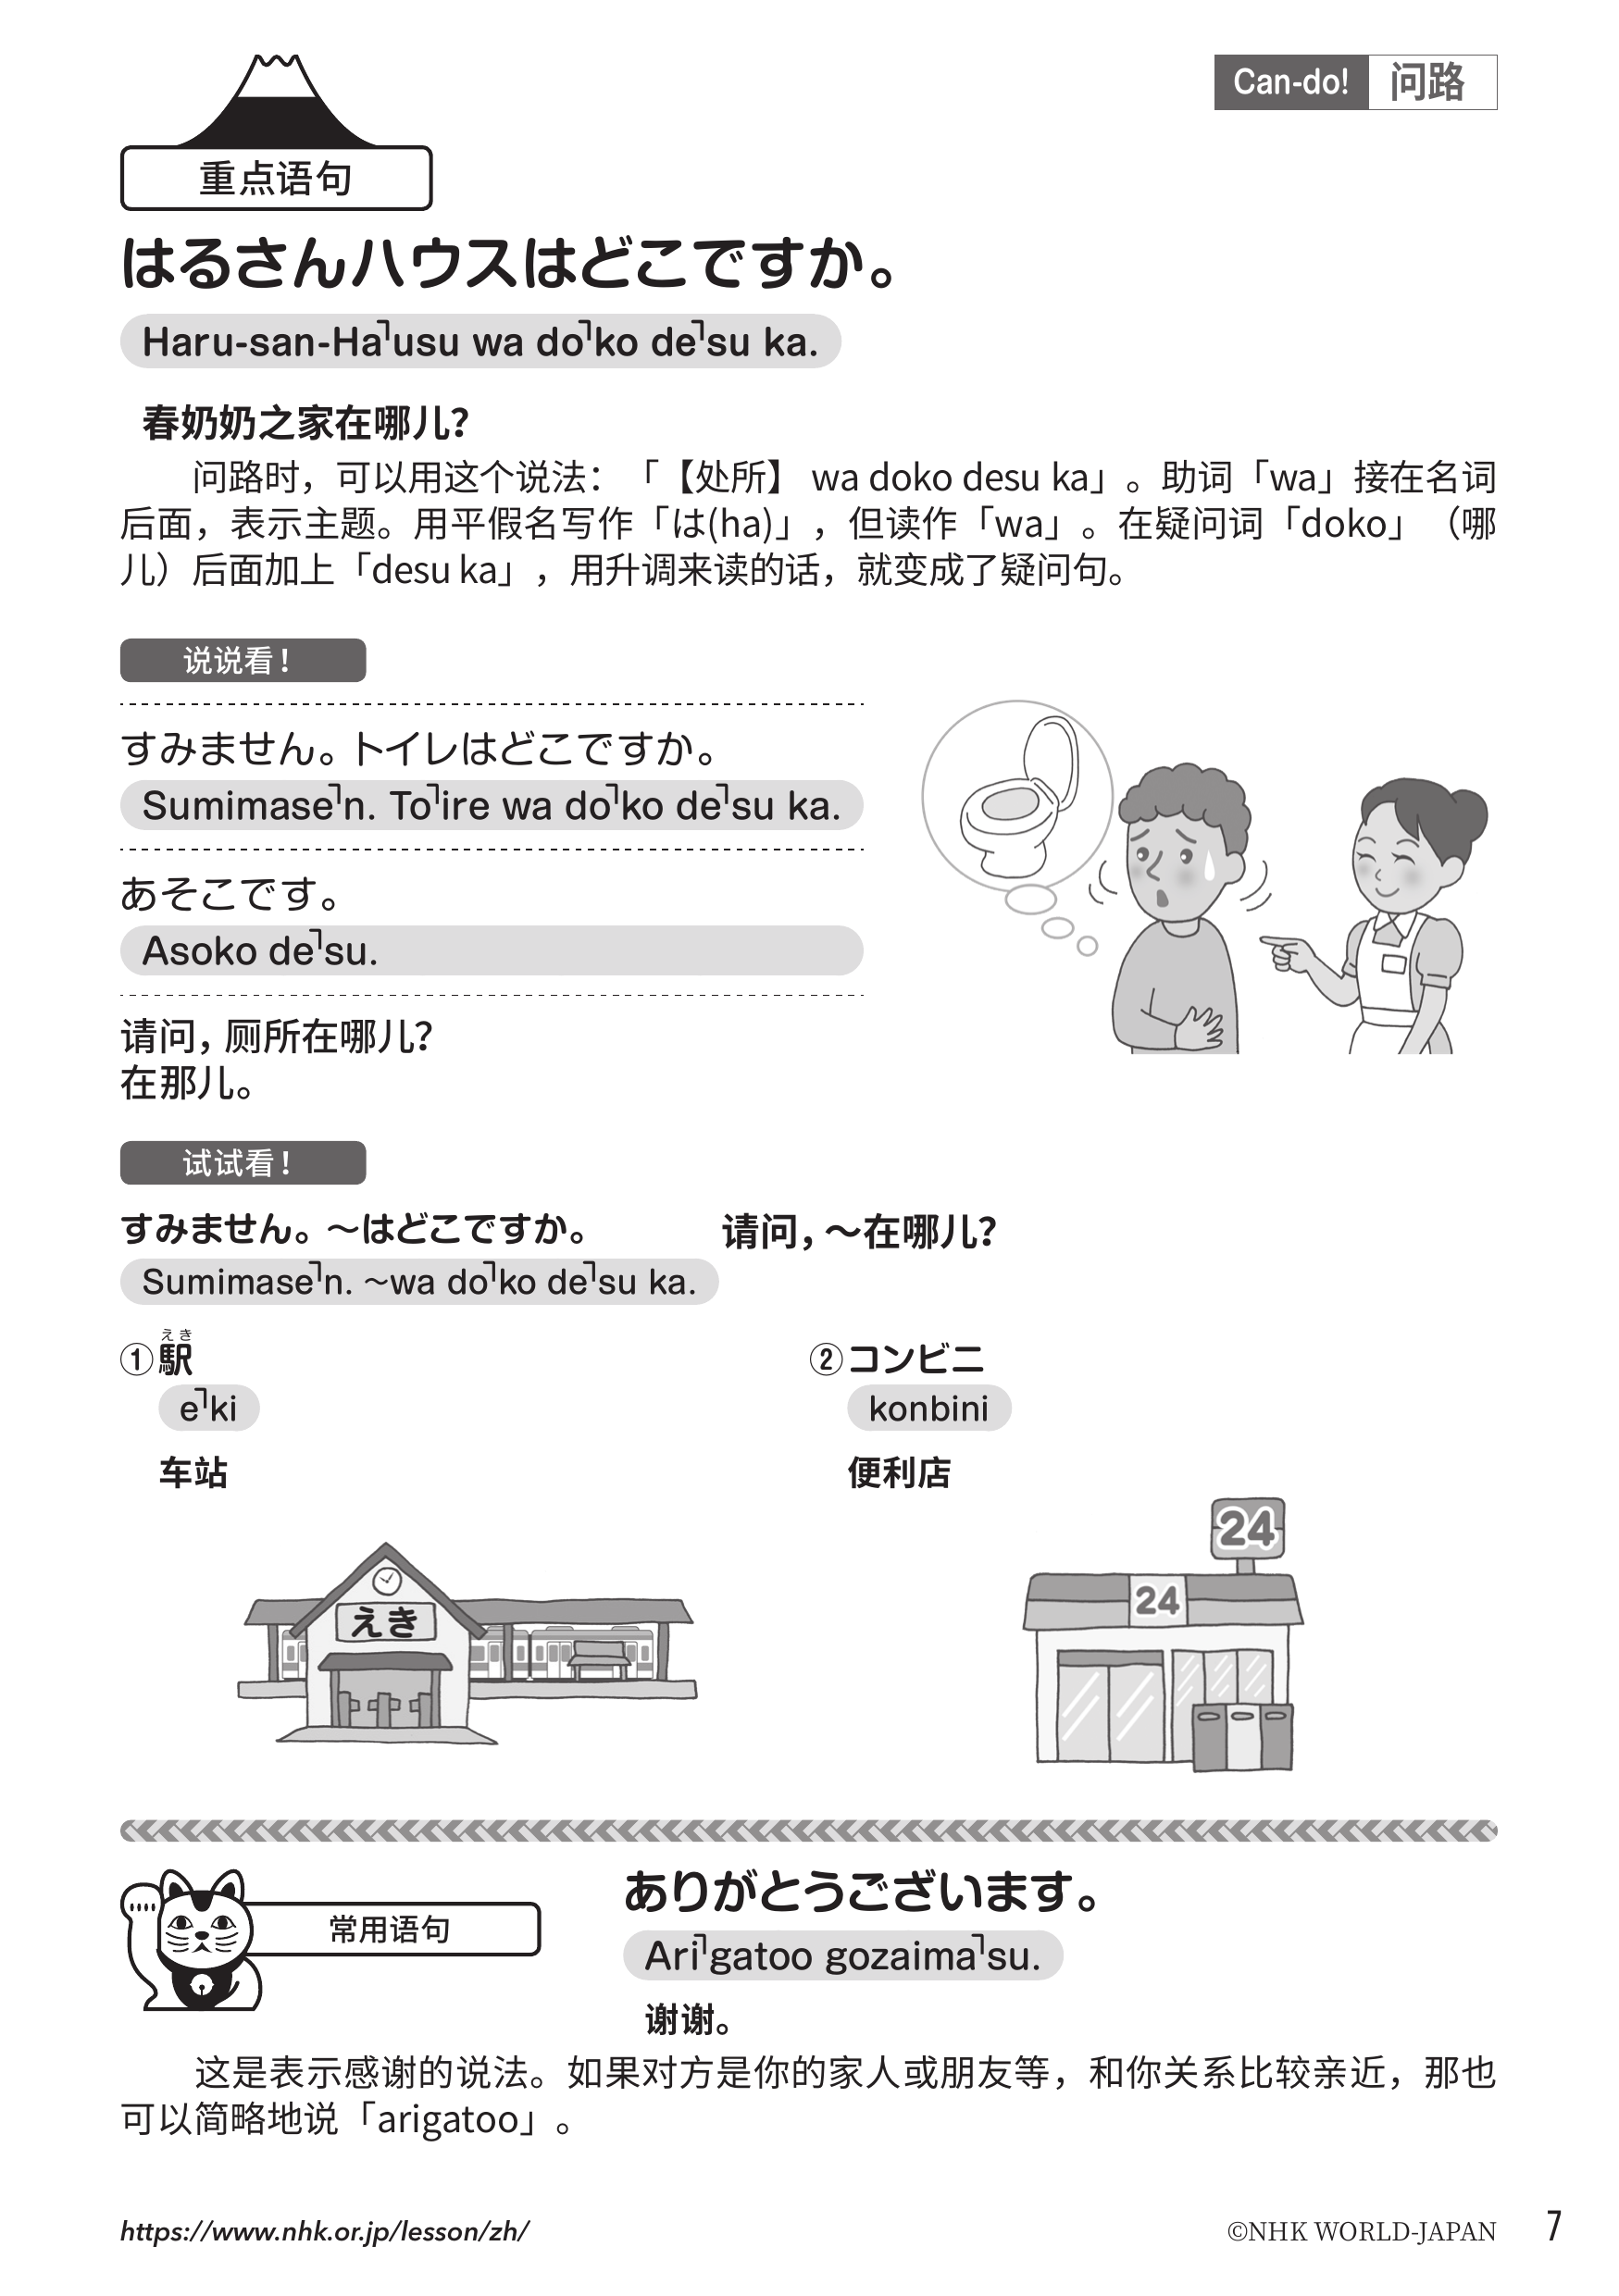 Can-do! 问路
重点语句
はるさんハウスはどこですか。
Haru-san-Ha˥usu wa do˥ko de˥su ka.
春奶奶之家在哪儿？
问路时，可以用这个说法：「【处所】 wa doko desu ka」。助词「wa」接在名词
后面，表示主题。用平假名写作「は(ha)」，但读作「wa」。在疑问词「doko」（哪
儿）后面加上「desu ka」，用升调来读的话，就变成了疑问句。
说说看！
すみません。トイレはどこですか。
Sumimase˥n. To˥ire wa do˥ko de˥su ka.
あそこです。
Asoko de˥su.
请问，厕所在哪儿？
在那儿。
试试看！
すみません。～はどこですか。 请问，～在哪儿？
Sumimase˥n. ～wa do˥ko de˥su ka.
えき
①駅
e˥ki
车站
②コンビニ
konbini
便利店
えき
24
24
常用语句
ありがとうございます。
Ari˥gatoo gozaima˥su.
谢谢。
这是表示感谢的说法。如果对方是你的家人或朋友等，和你关系比较亲近，那也
可以简略地说「arigatoo」。
https://www.nhk.or.jp/lesson/zh/
©NHK WORLD-JAPAN 7